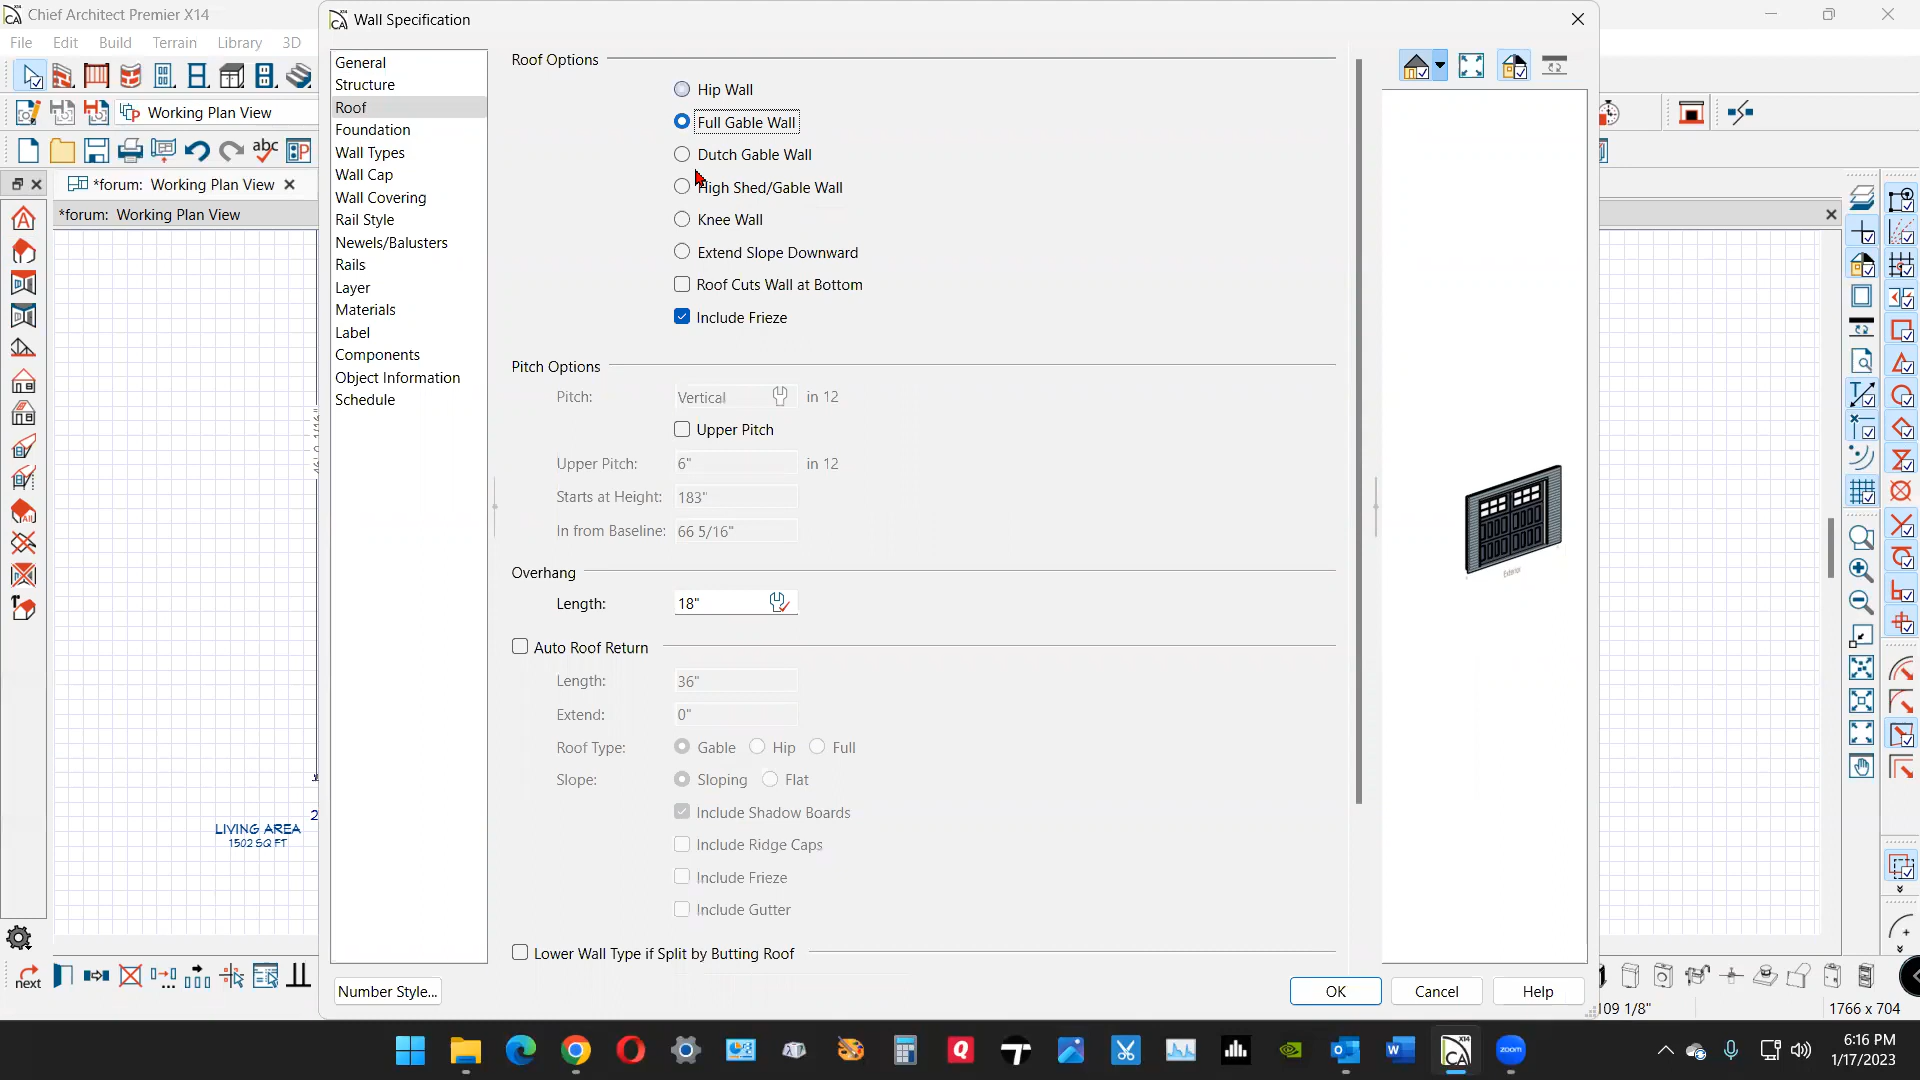 Chief Architect Premier X14
Wall Specification
File Edit Build Terrain Library 3D
Working Plan View
abc
*forum: Working Plan View
*forum: Working Plan View
General
Structure
Roof
Foundation
Wall Types
Wall Cap
Wall Covering
Rail Style
Newels/Balusters
Rails
Layer
Materials
Label
Components
Object Information
Schedule
Roof Options
Hip Wall
Full Gable Wall
Dutch Gable Wall
High Shed/Gable Wall
Knee Wall
Extend Slope Downward
Roof Cuts Wall at Bottom
Include Frieze
Pitch Options
Pitch: Vertical in 12
Upper Pitch
Upper Pitch: 6" in 12
Starts at Height: 183"
In from Baseline: 66 5/16"
Overhang
Length: 18"
Auto Roof Return
Length: 36"
Extend: 0"
Roof Type: Gable Hip Full
Slope: Sloping Flat
Include Shadow Boards
Include Ridge Caps
Include Frieze
Include Gutter
Lower Wall Type if Split by Butting Roof
Exterior
LIVING AREA
1502 SQ FT
ALL
next
Number Style...
OK Cancel Help
109 1/8" 1766 x 704
zoom
6:16 PM
1/17/2023